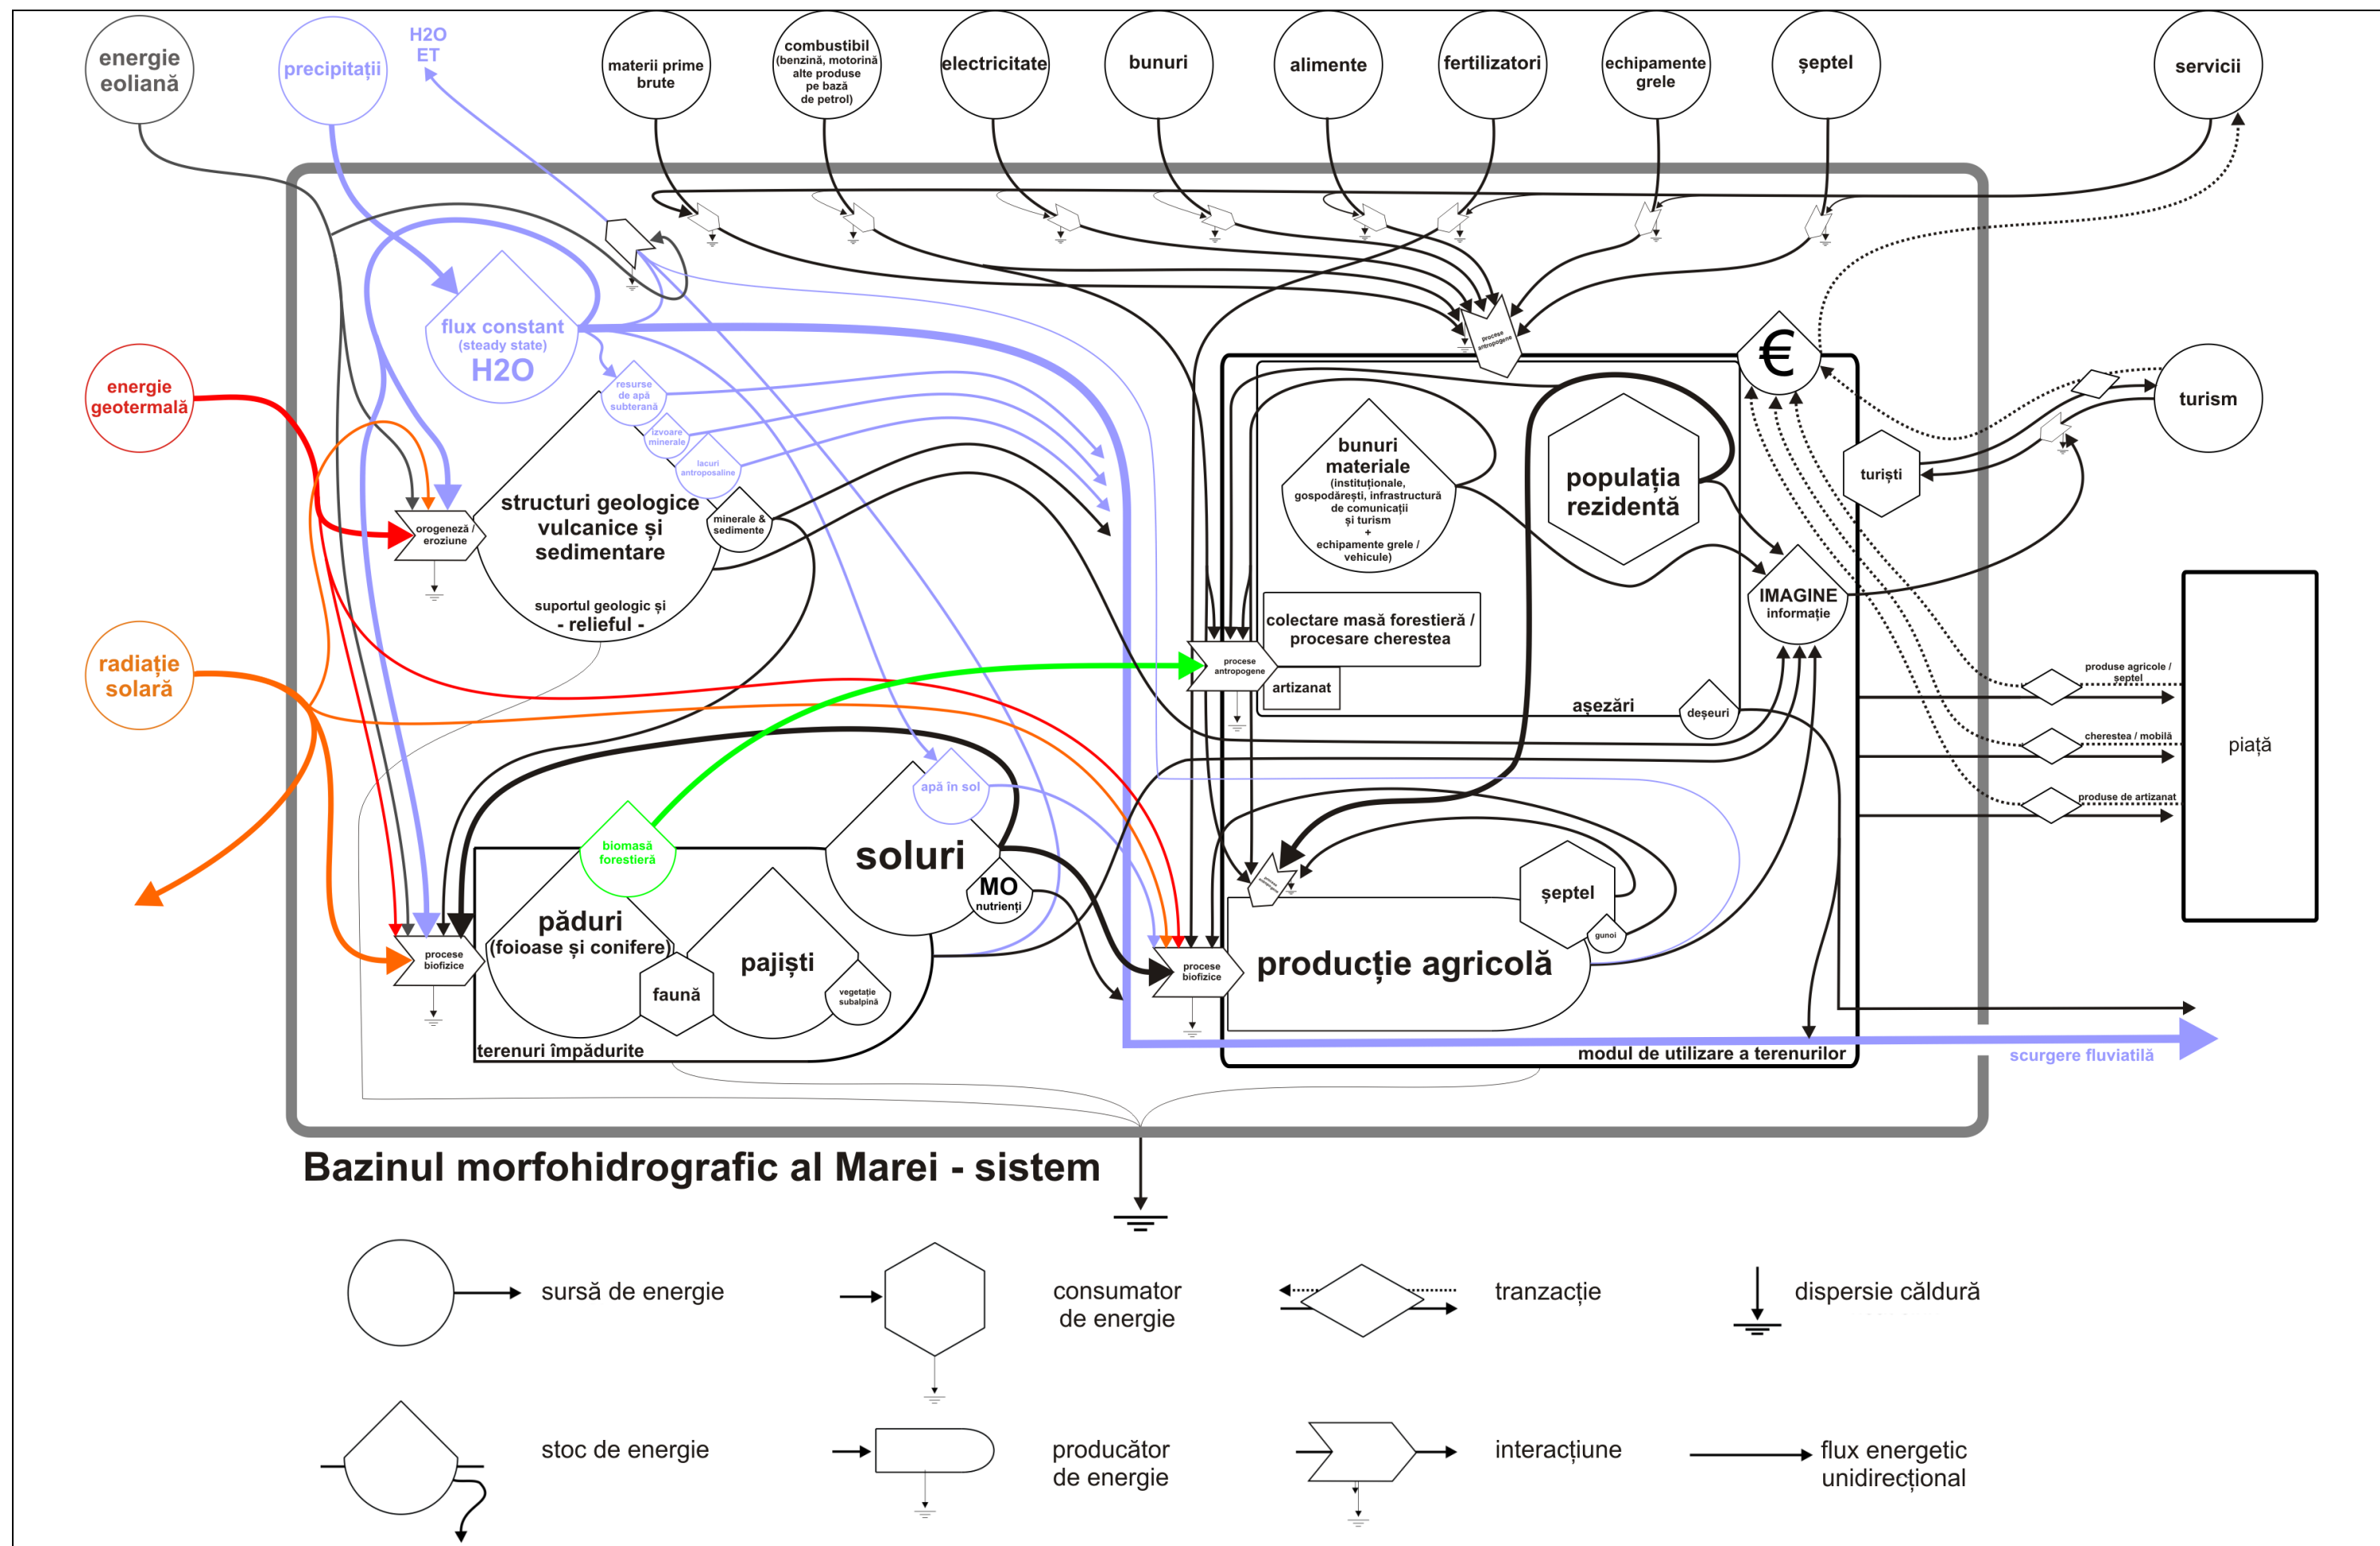 energie
eoliană
precipitații
H2O
ET
materii prime
brute
combustibil
(benzină, motorină
alte produse
pe bază
de petrol)
electricitate
bunuri
alimente
fertilizatori
echipamente
grele
șeptel
servicii
energie
geotermală
radiație
solară
flux constant
(steady state)
H2O
resurse
de apă
subterană
izvoare
minerale
lacuri
antroposaline
minerale &
sedimente
orogeneză /
eroziune
structuri geologice
vulcanice și
sedimentare
suportul geologic și
- relieful -
procese
antropogene
€
turism
turiști
bunuri
materiale
(instituționale,
gospodărești, infrastructură
de comunicații
și turism
+
echipamente grele /
vehicule)
populația
rezidentă
IMAGINE
informație
colectare masă forestieră /
procesare cherestea
procese
antropogene
artizanat
așezări
deșeuri
produse agricole /
șeptel
cherestea / mobilă
produse de artizanat
piață
apă în sol
soluri
MO
nutrienți
biomasă
forestieră
păduri
(foioase și conifere)
pajiști
faună
vegetație
subalpină
procese
biofizice
terenuri împădurite
procese
antropogene
șeptel
gunoi
procese
biofizice
producție agricolă
modul de utilizare a terenurilor
scurgere fluviatilă
Bazinul morfohidrografic al Marei - sistem
sursă de energie
consumator
de energie
tranzacție
dispersie căldură
stoc de energie
producător
de energie
interacțiune
flux energetic
unidirecțional